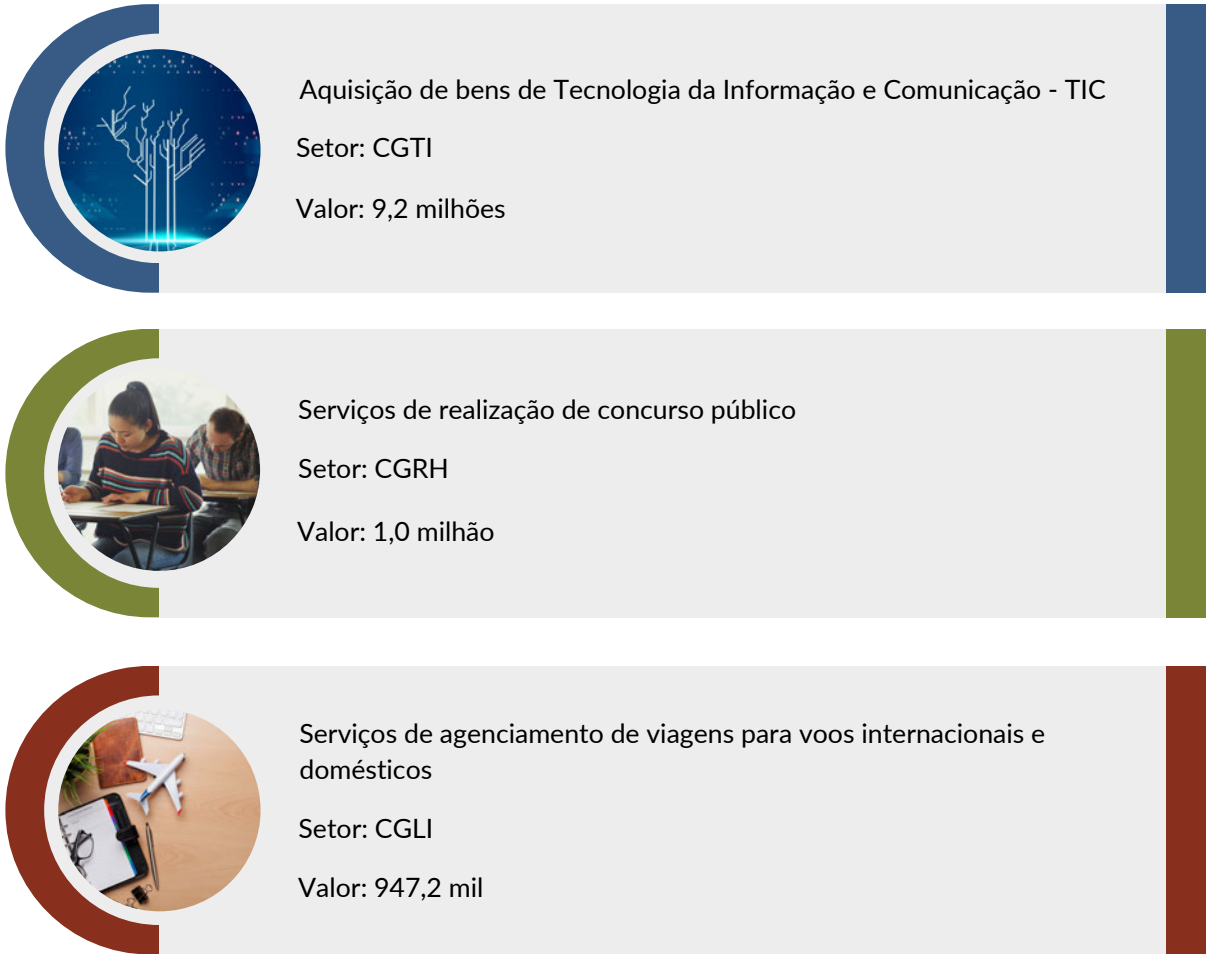 Aquisição de bens de Tecnologia da Informação e Comunicação - TIC
Setor: CGTI
Valor: 9,2 milhões
Serviços de realização de concurso público
Setor: CGRH
Valor: 1,0 milhão
Serviços de agenciamento de viagens para voos internacionais e
domésticos
Setor: CGLI
Valor: 947,2 mil